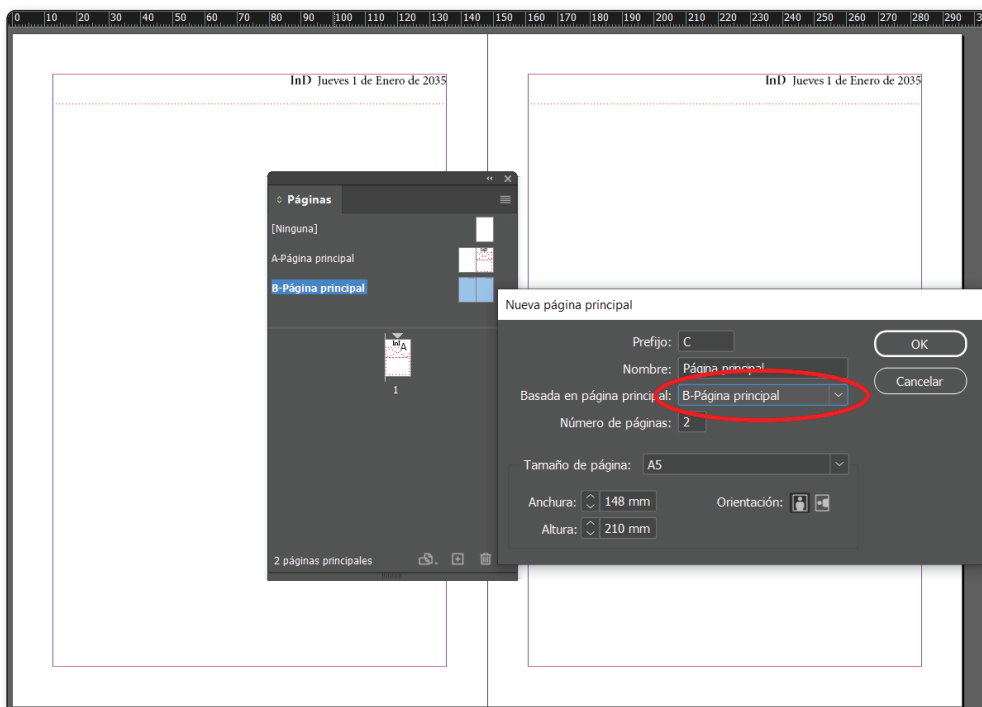 0 10 20 30 40 50 60 70 80 90 100 110 120 130 140 150 160 170 180 190 200 210 220 230 240 250 260 270 280 290
InD Jueves 1 de Enero de 2035
InD Jueves 1 de Enero de 2035
Páginas
[Ninguna]
A-Página principal
B-Página principal
A
1
2 páginas principales
Nueva página principal
Prefijo: C
OK
Nombre: Página principal
Cancelar
Basada en página principal: B-Página principal
Número de páginas: 2
Tamaño de página: A5
Anchura: 148 mm
Orientación:
Altura: 210 mm